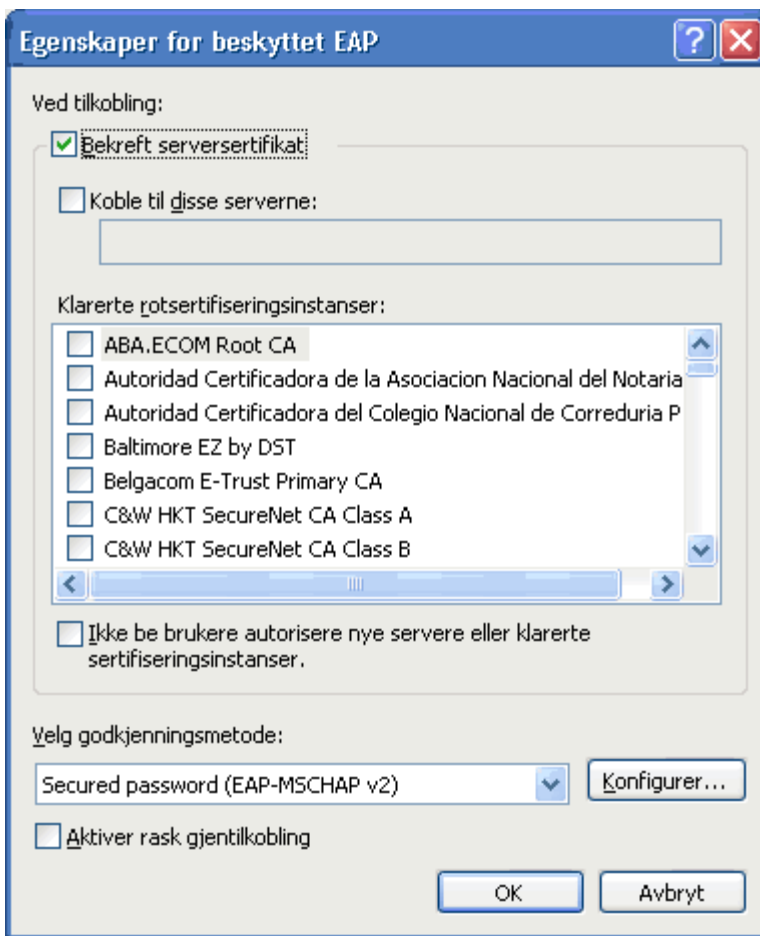 Egenskaper for beskyttet EAP
Ved tilkobling:
Bekreft serversertifikat
Koble til disse serverne:
Klarerte rotsertifiseringsinstanser:
ABA.ECOM Root CA
Autoridad Certificadora de la Asociacion Nacional del Notaria
Autoridad Certificadora del Colegio Nacional de Correduria P
Baltimore EZ by DST
Belgacom E-Trust Primary CA
C&W HKT SecureNet CA Class A
C&W HKT SecureNet CA Class B
Ikke be brukere autorisere nye servere eller klarerte
sertifiseringsinstanser.
Velg godkjenningsmetode:
Secured password (EAP-MSCHAP v2)
Konfigurer...
Aktiver rask gjentilkobling
OK
Avbryt